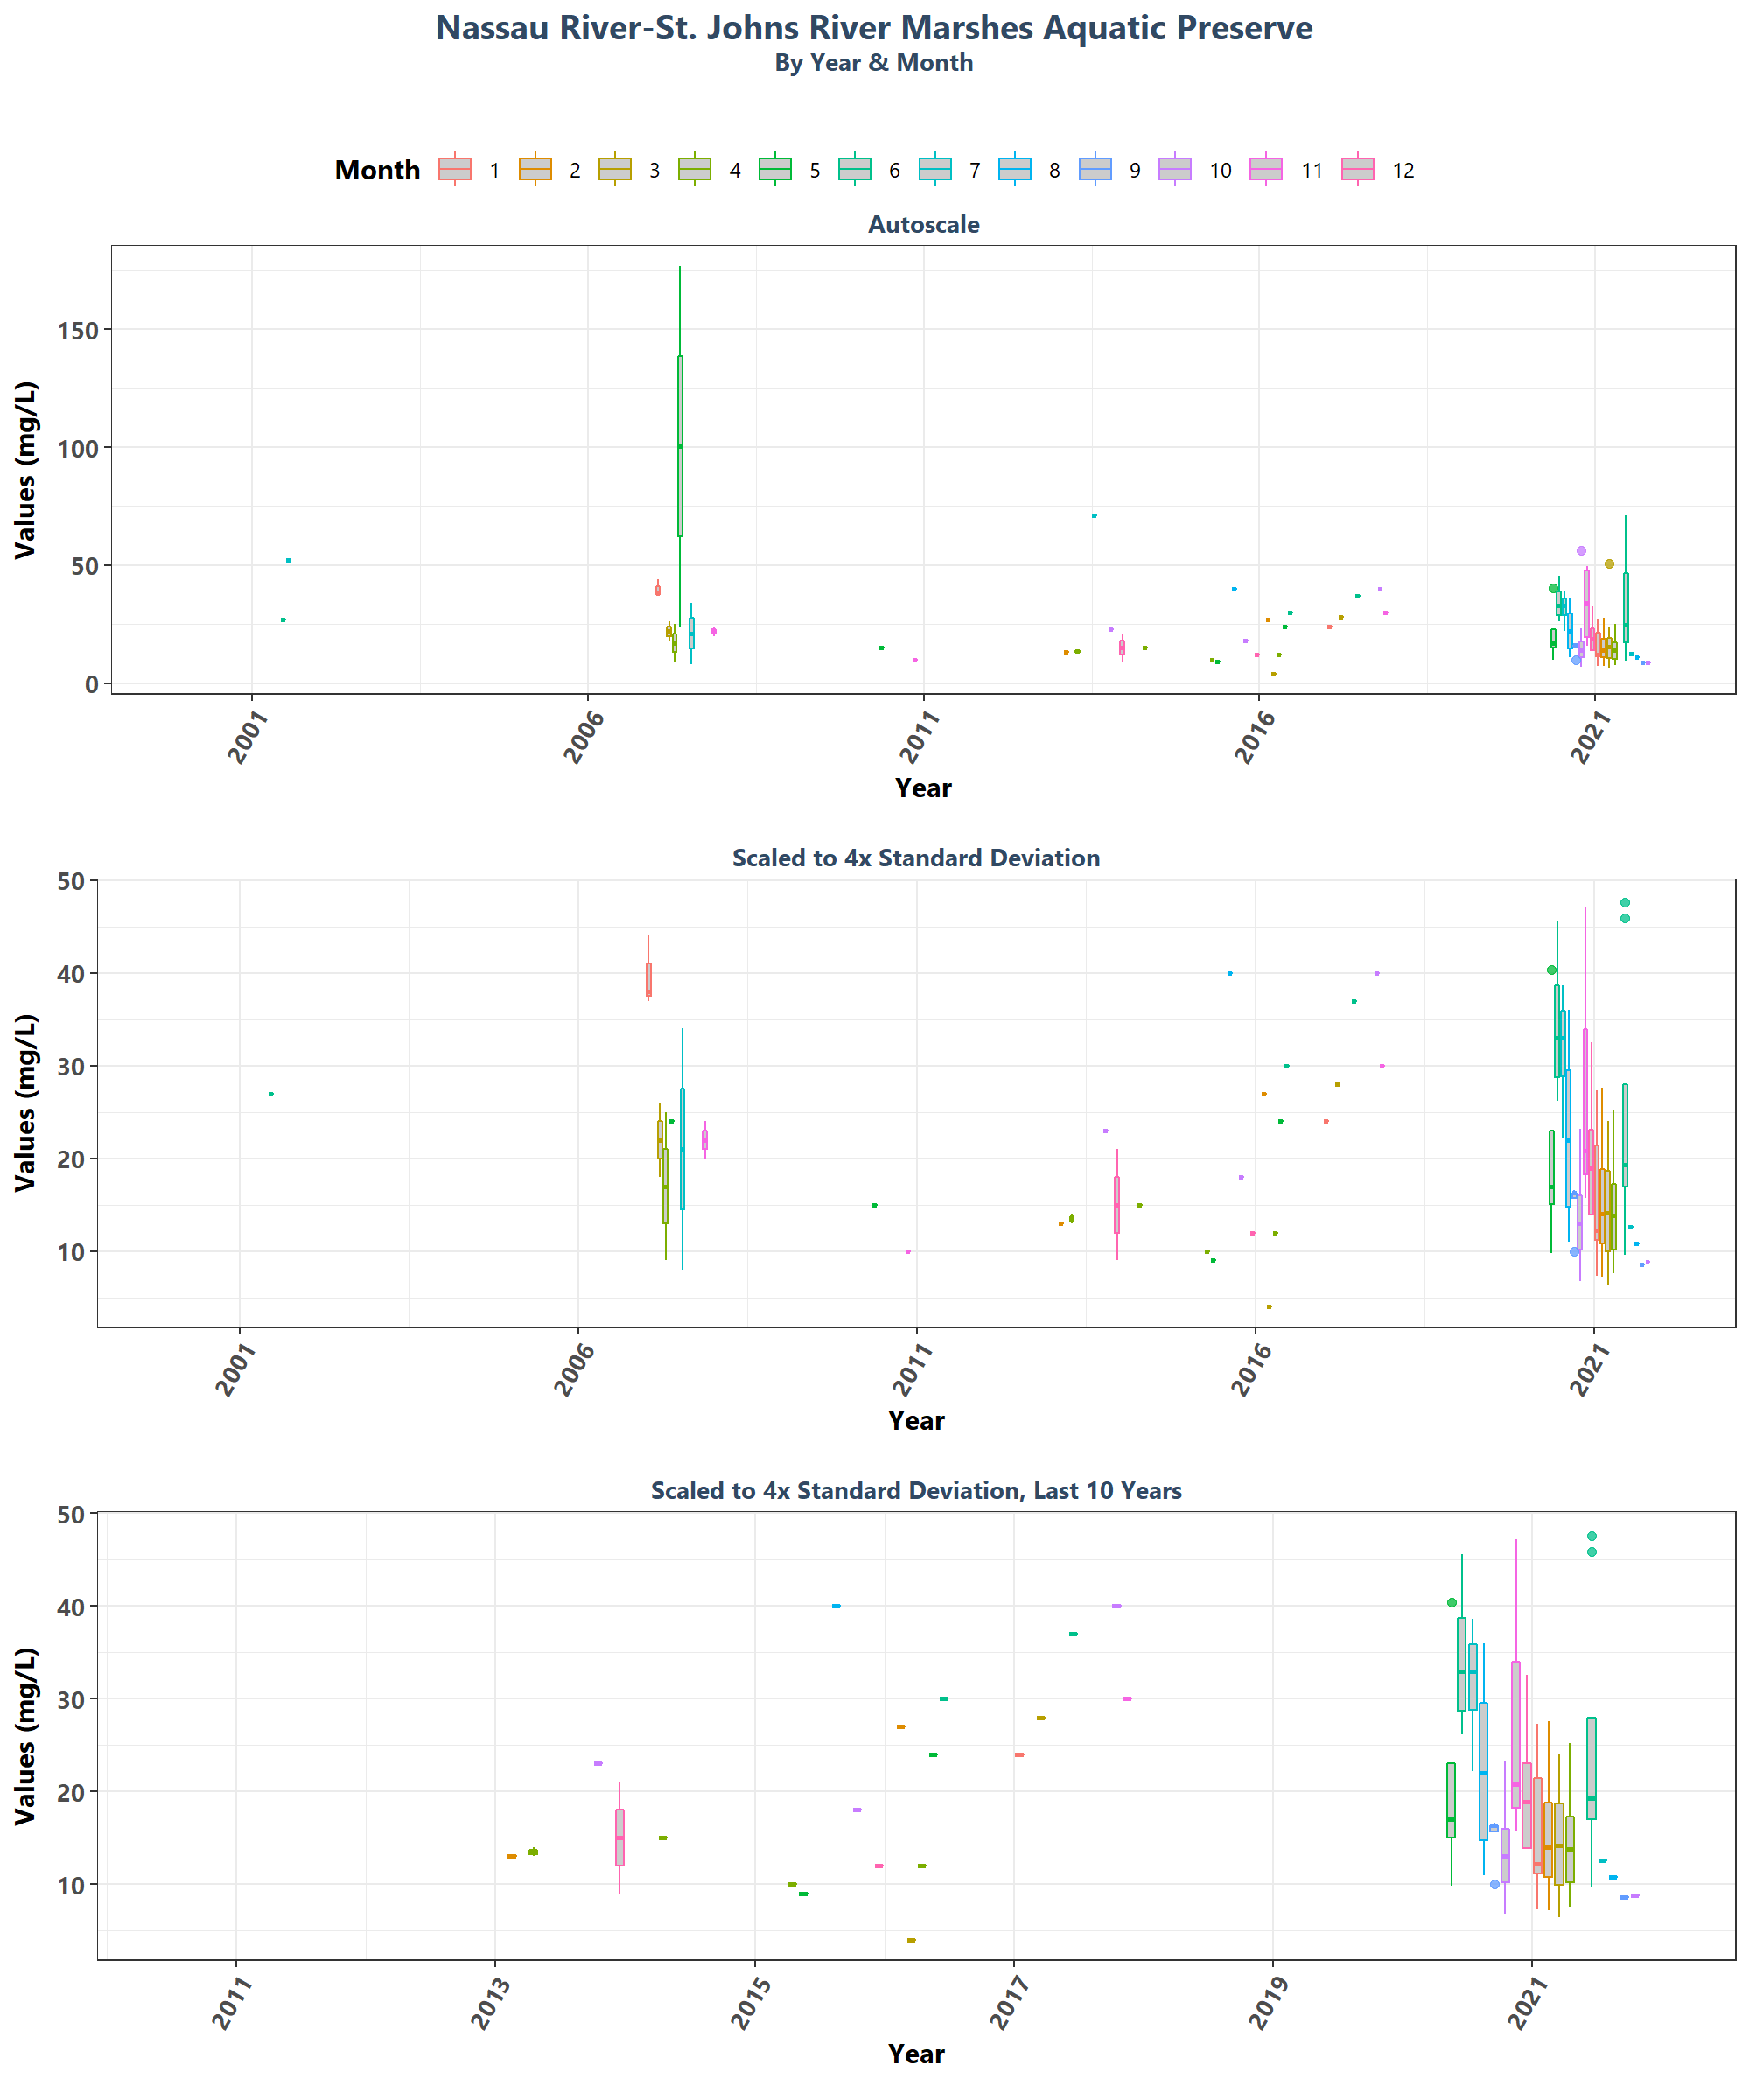 Nassau River-St. Johns River Marshes Aquatic Preserve
By Year & Month
Month 1 2 3 4 5 6 7 8 9 10 11 12
Autoscale
Values (mg/L)
150
100
50
0
2001 2006 2011 2016 2021
Year
Scaled to 4x Standard Deviation
Values (mg/L)
50
40
30
20
10
2001 2006 2011 2016 2021
Year
Scaled to 4x Standard Deviation, Last 10 Years
Values (mg/L)
50
40
30
20
10
2011 2013 2015 2017 2019 2021
Year